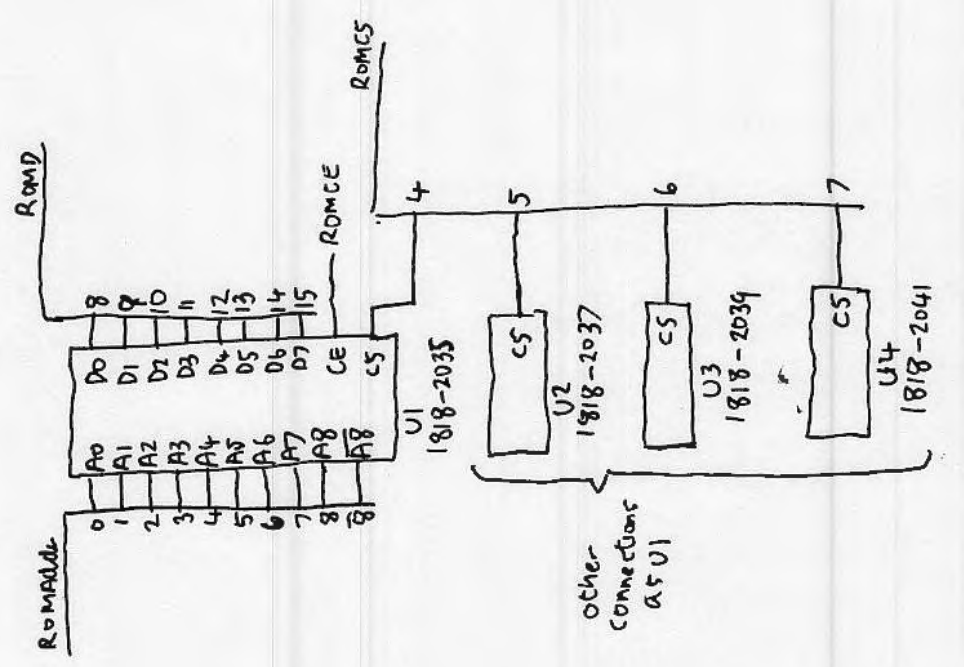 ROMD
ROMAddr
0 A0 D0 8
1 A1 D1 9
2 A2 D2 10
3 A3 D3 11
4 A4 D4 12
5 A5 D5 13
6 A6 D6 14
7 A7 D7 15
8 A8 CE ROMCE
8̅ A̅8̅ CS
ROMCS
U1
1818-2035
4
CS 5
U2
1818-2037
other
connections
as U1
CS 6
U3
1818-2039
CS 7
U4
1818-2041